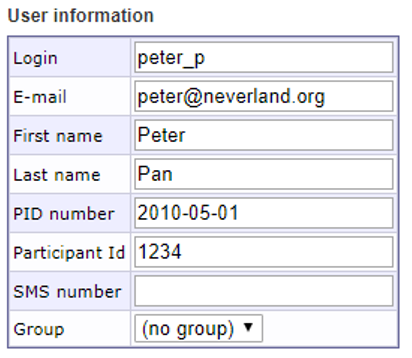 User information
Login peter_p
E-mail peter@neverland.org
First name Peter
Last name Pan
PID number 2010-05-01
Participant Id 1234
SMS number
Group (no group)